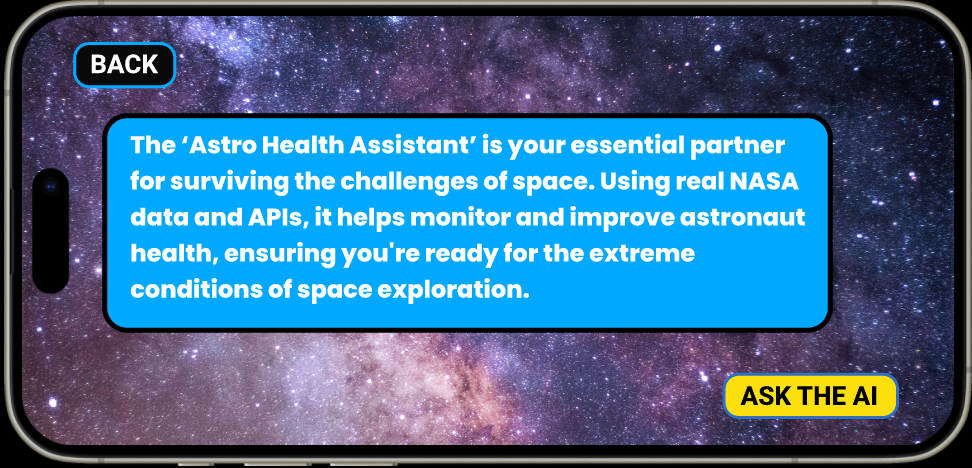 BACK
The ‘Astro Health Assistant’ is your essential partner
for surviving the challenges of space. Using real NASA
data and APIs, it helps monitor and improve astronaut
health, ensuring you're ready for the extreme
conditions of space exploration.
ASK THE AI